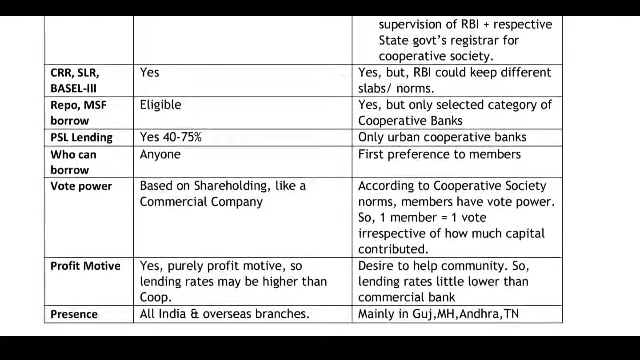 supervision of RBI + respective
State govt’s registrar for
cooperative society.
CRR, SLR,
BASEL-III
Yes
Yes, but, RBI could keep different
slabs/ norms.
Repo, MSF
borrow
Eligible
Yes, but only selected category of
Cooperative Banks
PSL Lending
Yes 40-75%
Only urban cooperative banks
Who can
borrow
Anyone
First preference to members
Vote power
Based on Shareholding, like a
Commercial Company
According to Cooperative Society
norms, members have vote power.
So, 1 member = 1 vote
irrespective of how much capital
contributed.
Profit Motive
Yes, purely profit motive, so
lending rates may be higher than
Coop.
Desire to help community. So,
lending rates little lower than
commercial bank
Presence
All India & overseas branches.
Mainly in Guj,MH,Andhra,TN